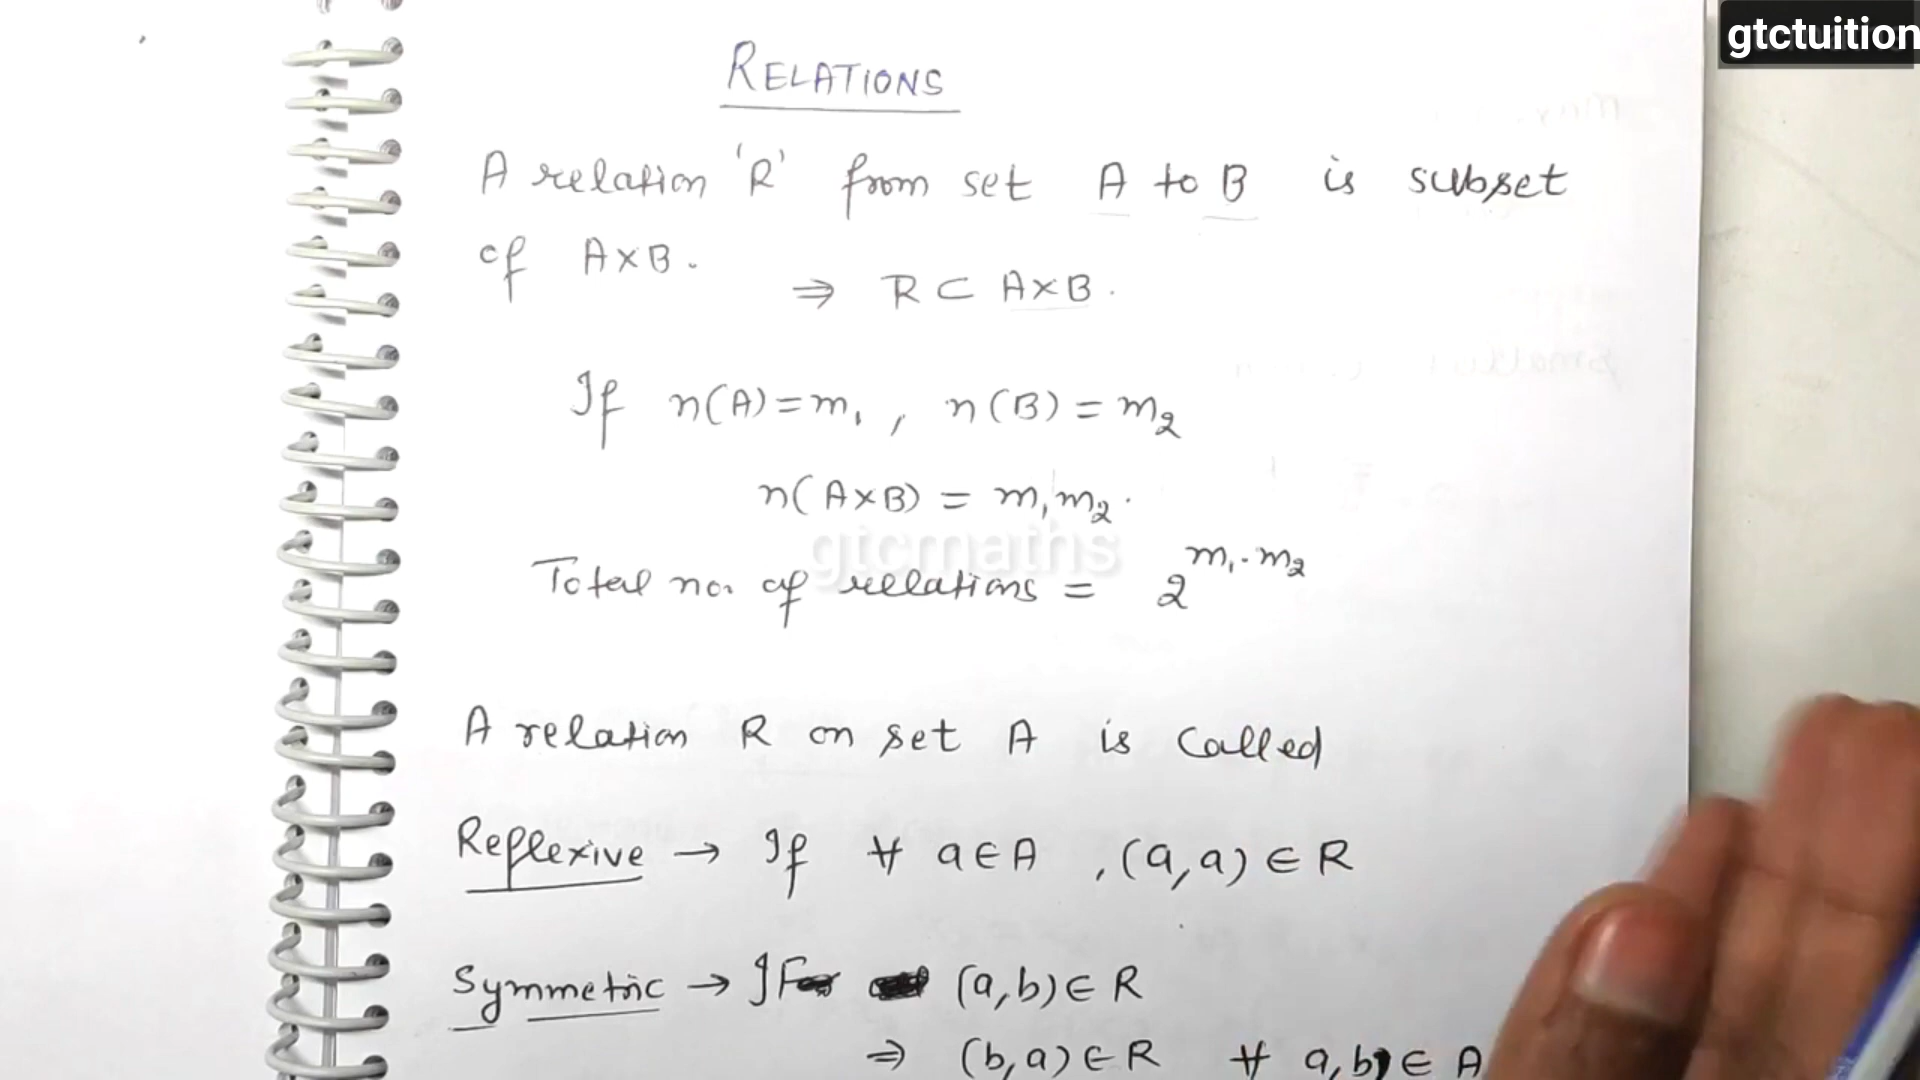 gtctuition
RELATIONS
A relation 'R' from set A to B is subset
of A×B.
⇒ R ⊂ A×B.
If n(A)=m₁, n(B)=m₂
n(A×B) = m₁m₂.
gtcmaths
Total no. of relations = 2^(m₁.m₂)
A relation R on set A is called
Reflexive → If ∀ a∈A, (a,a)∈R
Symmetric → If (a,b)∈R
⇒ (b,a)∈R ∀ a,b∈A